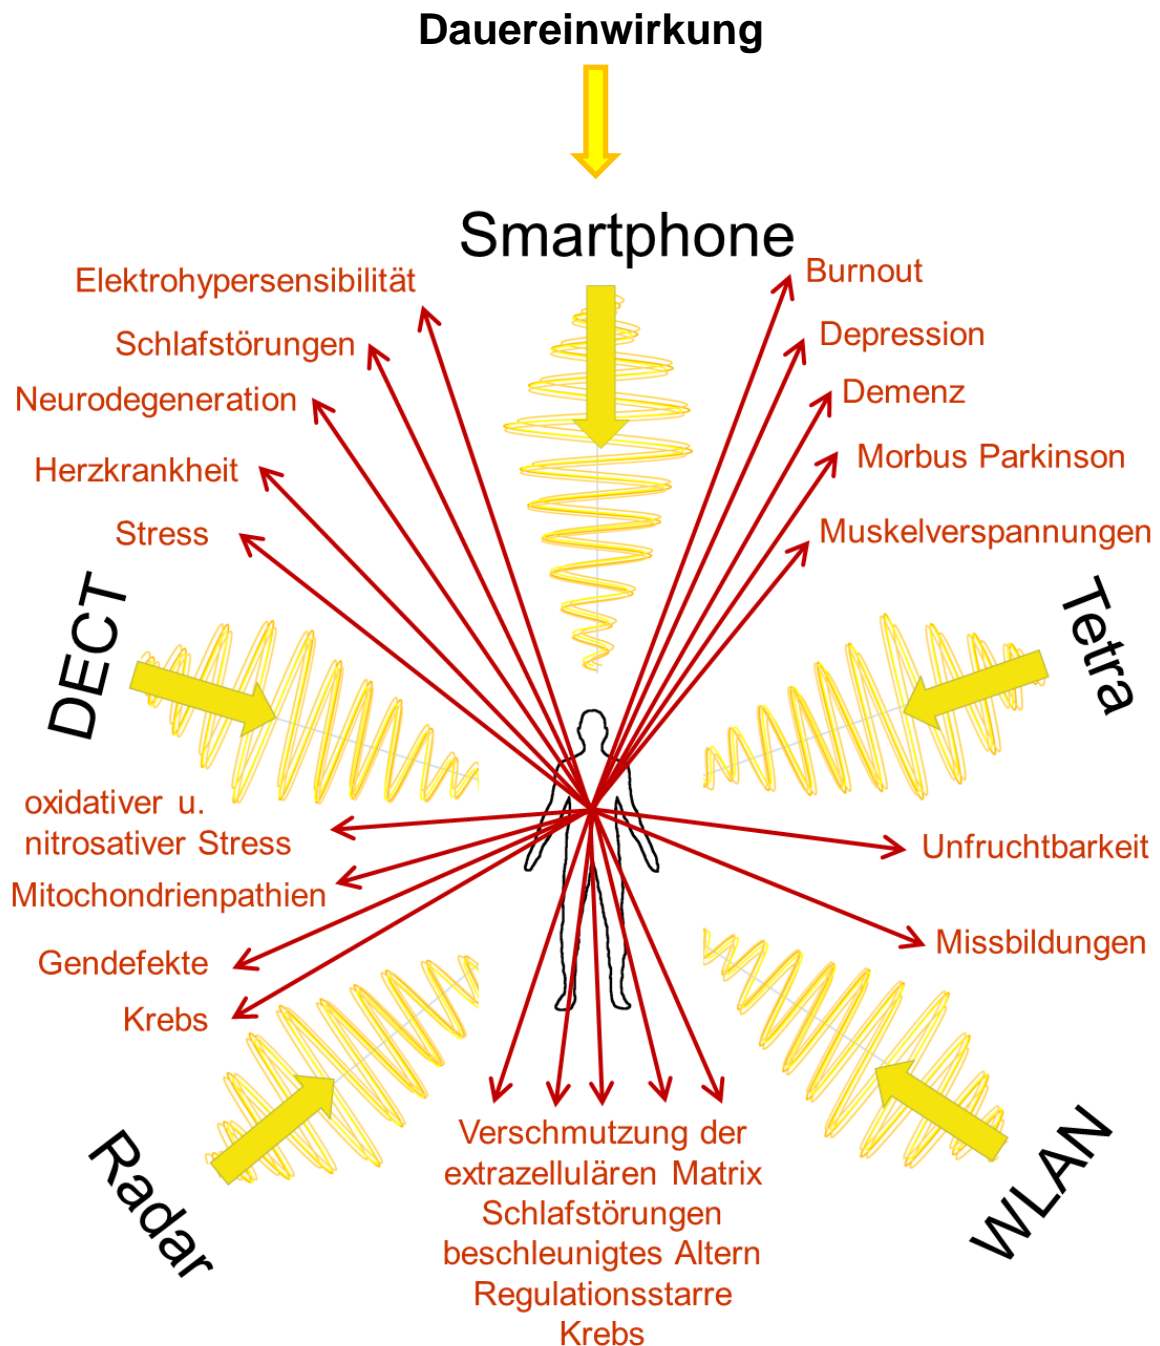 Dauereinwirkung
Smartphone
Elektrohypersensibilität
Schlafstörungen
Neurodegeneration
Herzkrankheit
Stress
Burnout
Depression
Demenz
Morbus Parkinson
Muskelverspannungen
DECT
Tetra
oxidativer u.
nitrosativer Stress
Mitochondrienpathien
Gendefekte
Krebs
Unfruchtbarkeit
Missbildungen
Radar
WLAN
Verschmutzung der
extrazellulären Matrix
Schlafstörungen
beschleunigtes Altern
Regulationsstarre
Krebs